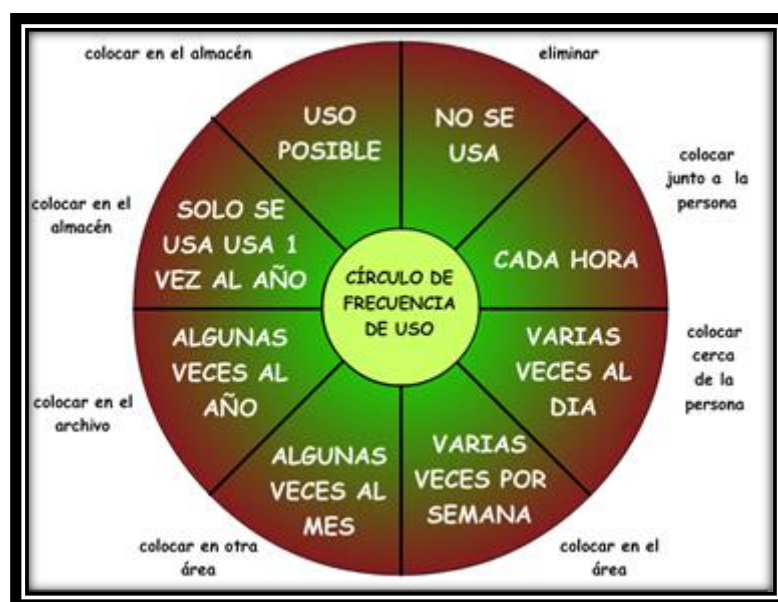 colocar en el almacén
eliminar
USO
POSIBLE
NO SE
USA
colocar
junto a la
persona
colocar en el
almacén
SOLO SE
USA USA 1
VEZ AL AÑO
CADA HORA
CÍRCULO DE
FRECUENCIA
DE USO
ALGUNAS
VECES AL
AÑO
VARIAS
VECES AL
DIA
colocar
cerca
de la
persona
colocar en el
archivo
ALGUNAS
VECES AL
MES
VARIAS
VECES POR
SEMANA
colocar en otra
área
colocar en el
área